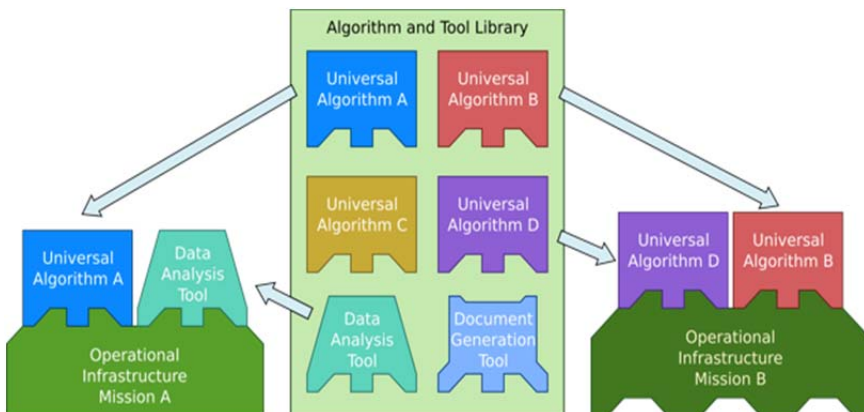 Algorithm and Tool Library
Universal
Algorithm A
Universal
Algorithm B
Universal
Algorithm C
Universal
Algorithm D
Data
Analysis
Tool
Document
Generation
Tool
Universal
Algorithm A
Data
Analysis
Tool
Operational
Infrastructure
Mission A
Universal
Algorithm D
Universal
Algorithm B
Operational
Infrastructure
Mission B